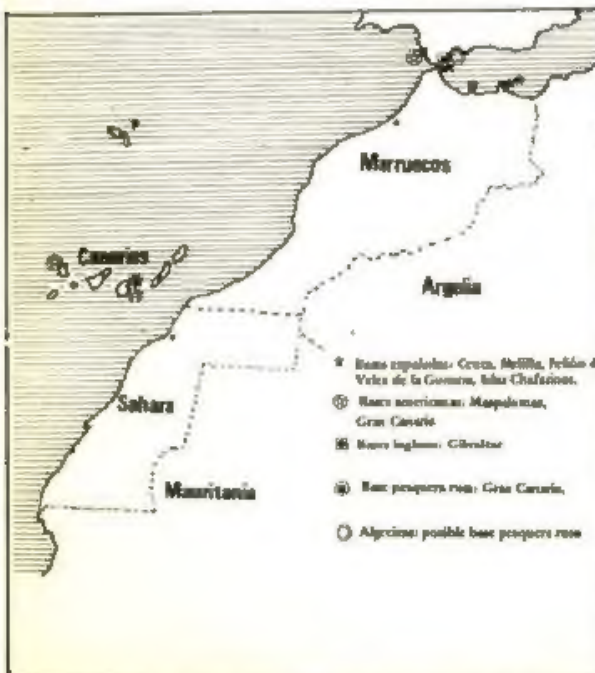 Marruecos
Canarias
Argelia
Sahara
Mauritania
Bases españolas: Ceuta, Melilla, Peñón de
Velez de la Gomera, Islas Chafarinas.
Bases americanas: Maspalomas,
Gran Canaria
Bases inglesas: Gibraltar
Base pesquera rusa: Gran Canaria.
Algeciras: posible base pesquera rusa